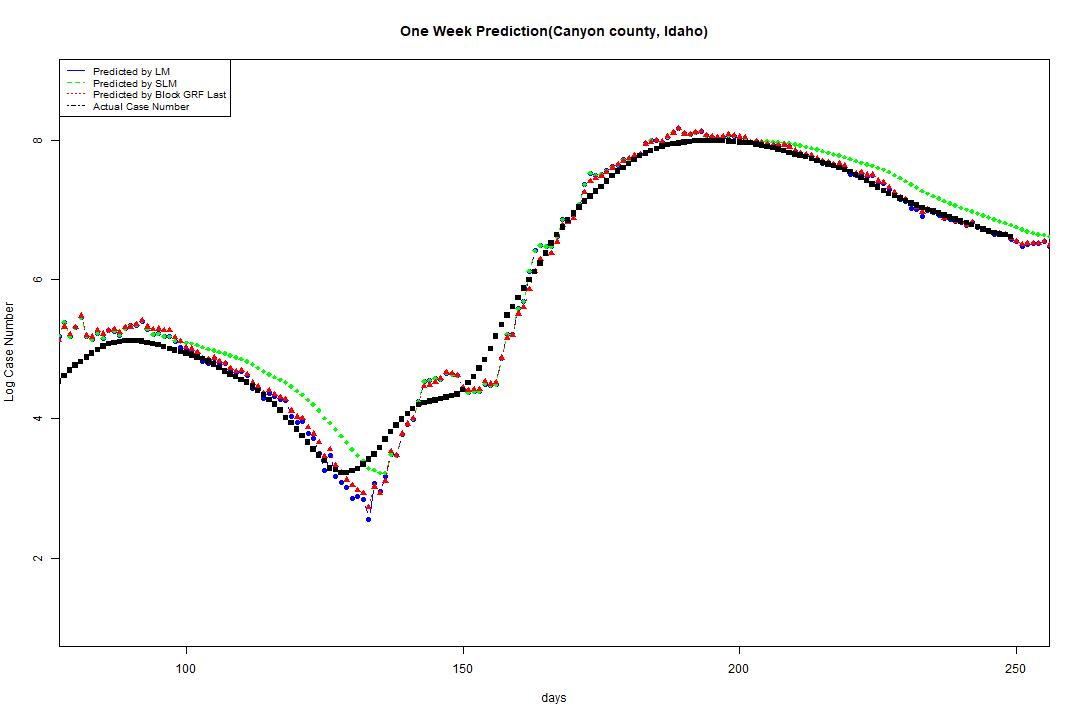 One Week Prediction(Canyon county, Idaho)
Predicted by LM
Predicted by SLM
Predicted by Block GRF Last
Actual Case Number
8
6
4
2
Log Case Number
100 150 200 250
days